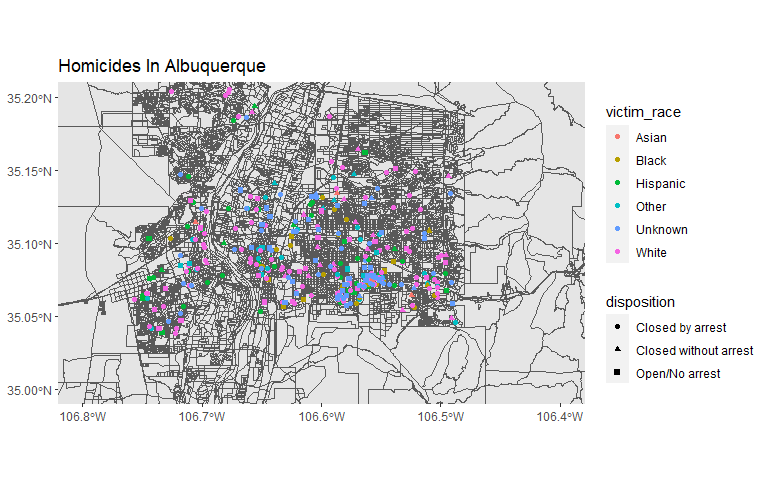 Homicides In Albuquerque
35.20°N
35.15°N
35.10°N
35.05°N
35.00°N
106.8°W
106.7°W
106.6°W
106.5°W
106.4°W
victim_race
Asian
Black
Hispanic
Other
Unknown
White
disposition
Closed by arrest
Closed without arrest
Open/No arrest